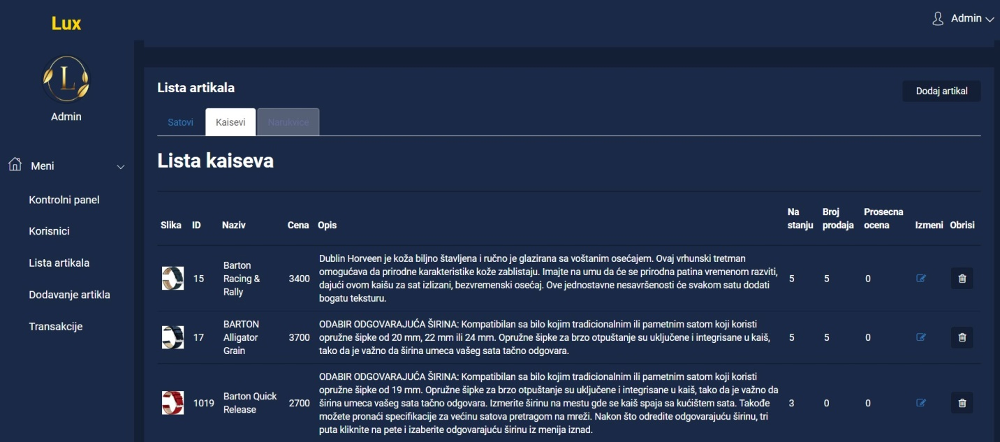 Lux
Admin
L
Admin
Meni
Kontrolni panel
Korisnici
Lista artikala
Dodavanje artikla
Transakcije
Lista artikala
Dodaj artikal
Satovi Kaisevi Narukvice
Lista kaiseva
Slika ID Naziv Cena Opis Na stanju Broj prodaja Prosecna ocena Izmeni Obrisi
15
Barton
Racing &
Rally
3400
Dublin Horveen je koža biljno štavljena i ručno je glazirana sa voštanim osećajem. Ovaj vrhunski tretman
omogućava da prirodne karakteristike kože zablistaju. Imajte na umu da će se prirodna patina vremenom razviti,
dajući ovom kaišu za sat izlizani, bezvremenski osećaj. Ove jednostavne nesavršenosti će svakom satu dodati
bogatu teksturu.
5 5 0
17
BARTON
Alligator
Grain
3700
ODABIR ODGOVARAJUĆA ŠIRINA: Kompatibilan sa bilo kojim tradicionalnim ili pametnim satom koji koristi
opružne šipke od 20 mm, 22 mm ili 24 mm. Opružne šipke za brzo otpuštanje su uključene i integrisane u kaiš,
tako da je važno da širina umeca vašeg sata tačno odgovara.
5 5 0
1019
Barton Quick
Release
2700
ODABIR ODGOVARAJUĆA ŠIRINA: Kompatibilan sa bilo kojim tradicionalnim ili pametnim satom koji koristi
opružne šipke od 19 mm. Opružne šipke za brzo otpuštanje su uključene i integrisane u kaiš, tako da je važno da
širina umeca vašeg sata tačno odgovara. Izmerite širinu na mestu gde se kaiš spaja sa kućištem sata. Takođe
možete pronaći specifikacije za većinu satova pretragom na mreži. Nakon što odredite odgovarajuću širinu, tri
puta kliknite na pete i izaberite odgovarajuću širinu iz menija iznad.
3 0 0